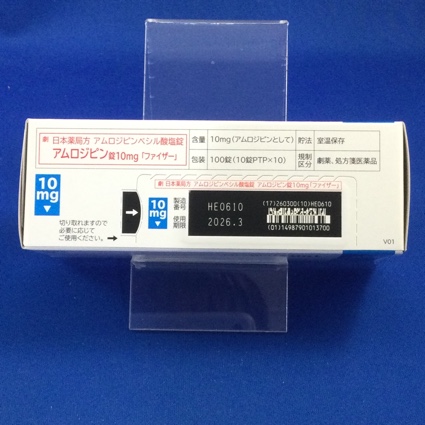 劇 日本薬局方 アムロジピンベシル酸塩錠
アムロジピン錠10mg「ファイザー」
含量 10mg(アムロジピンとして) 貯法 室温保存
包装 100錠(10錠PTP×10) 規制区分 劇薬、処方箋医薬品
10mg
切り取れますので
必要に応じて
ご使用ください。
劇 日本薬局方 アムロジピンベシル酸塩錠 アムロジピン錠10mg「ファイザー」
10mg
製造番号 HE0610
使用期限 2026.3
(17)260300(10)HE0610
(01)14987901013700
V01